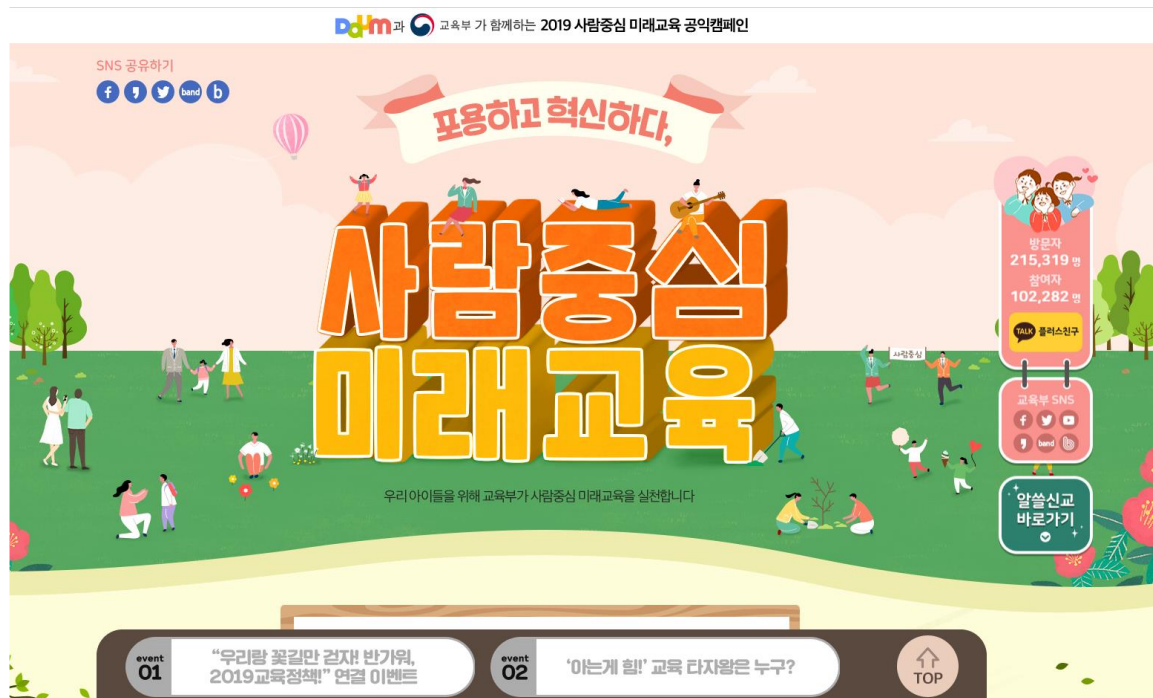 Daum과 교육부 가 함께하는 2019 사람중심 미래교육 공익캠페인
SNS 공유하기
band
포용하고 혁신하다,
사람중심
미래교육
우리 아이들을 위해 교육부가 사람중심 미래교육을 실천합니다
사람중심
방문자
215,319 명
참여자
102,282 명
TALK 플러스친구
교육부 SNS
band
알쓸신교
바로가기
event
01
“우리랑 꽃길만 걷자! 반가워,
2019교육정책!” 연결 이벤트
event
02
‘아는게 힘!’ 교육 타자왕은 누구?
TOP